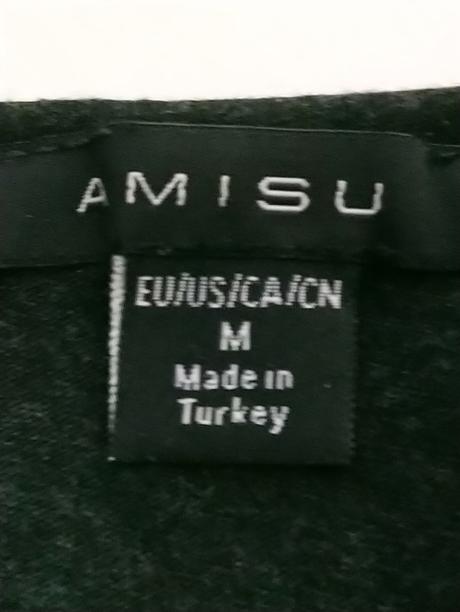 AMISU
EU/US/CA/CN
M
Made in
Turkey